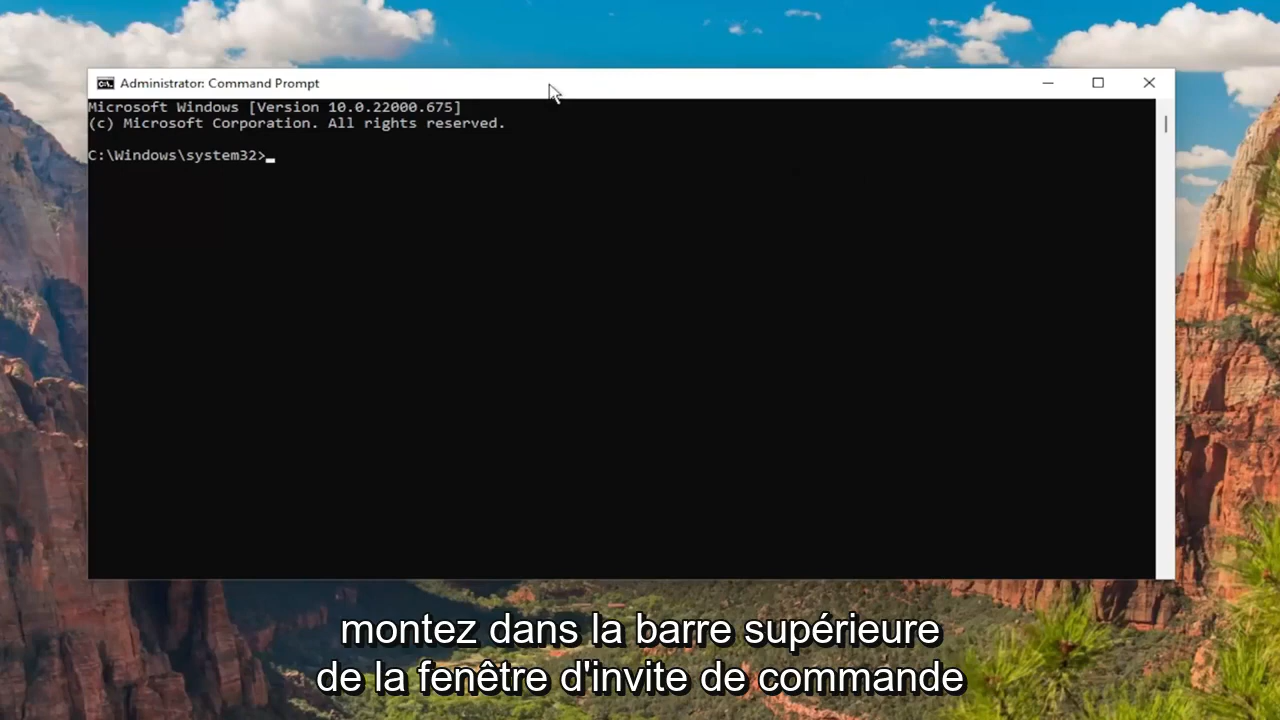 Administrator: Command Prompt
Microsoft Windows [Version 10.0.22000.675]
(c) Microsoft Corporation. All rights reserved.
C:\Windows\system32>
montez dans la barre supérieure
de la fenêtre d'invite de commande